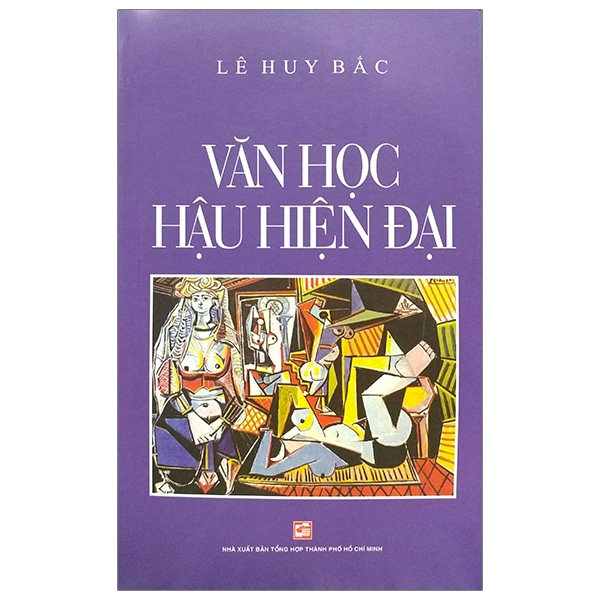 LÊ HUY BẮC
VĂN HỌC
HẬU HIỆN ĐẠI
NHÀ XUẤT BẢN TỔNG HỢP THÀNH PHỐ HỒ CHÍ MINH